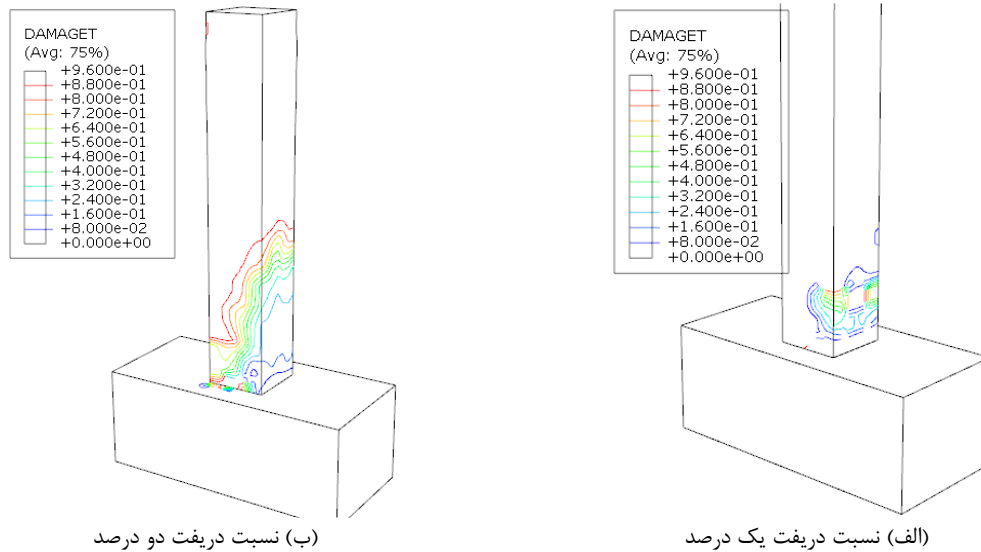 DAMAGET
(Avg: 75%)
+9.600e-01
+8.800e-01
+8.000e-01
+7.200e-01
+6.400e-01
+5.600e-01
+4.800e-01
+4.000e-01
+3.200e-01
+2.400e-01
+1.600e-01
+8.000e-02
+0.000e+00
DAMAGET
(Avg: 75%)
+9.600e-01
+8.800e-01
+8.000e-01
+7.200e-01
+6.400e-01
+5.600e-01
+4.800e-01
+4.000e-01
+3.200e-01
+2.400e-01
+1.600e-01
+8.000e-02
+0.000e+00
(الف) نسبت دریفت یک درصد
(ب) نسبت دریفت دو درصد